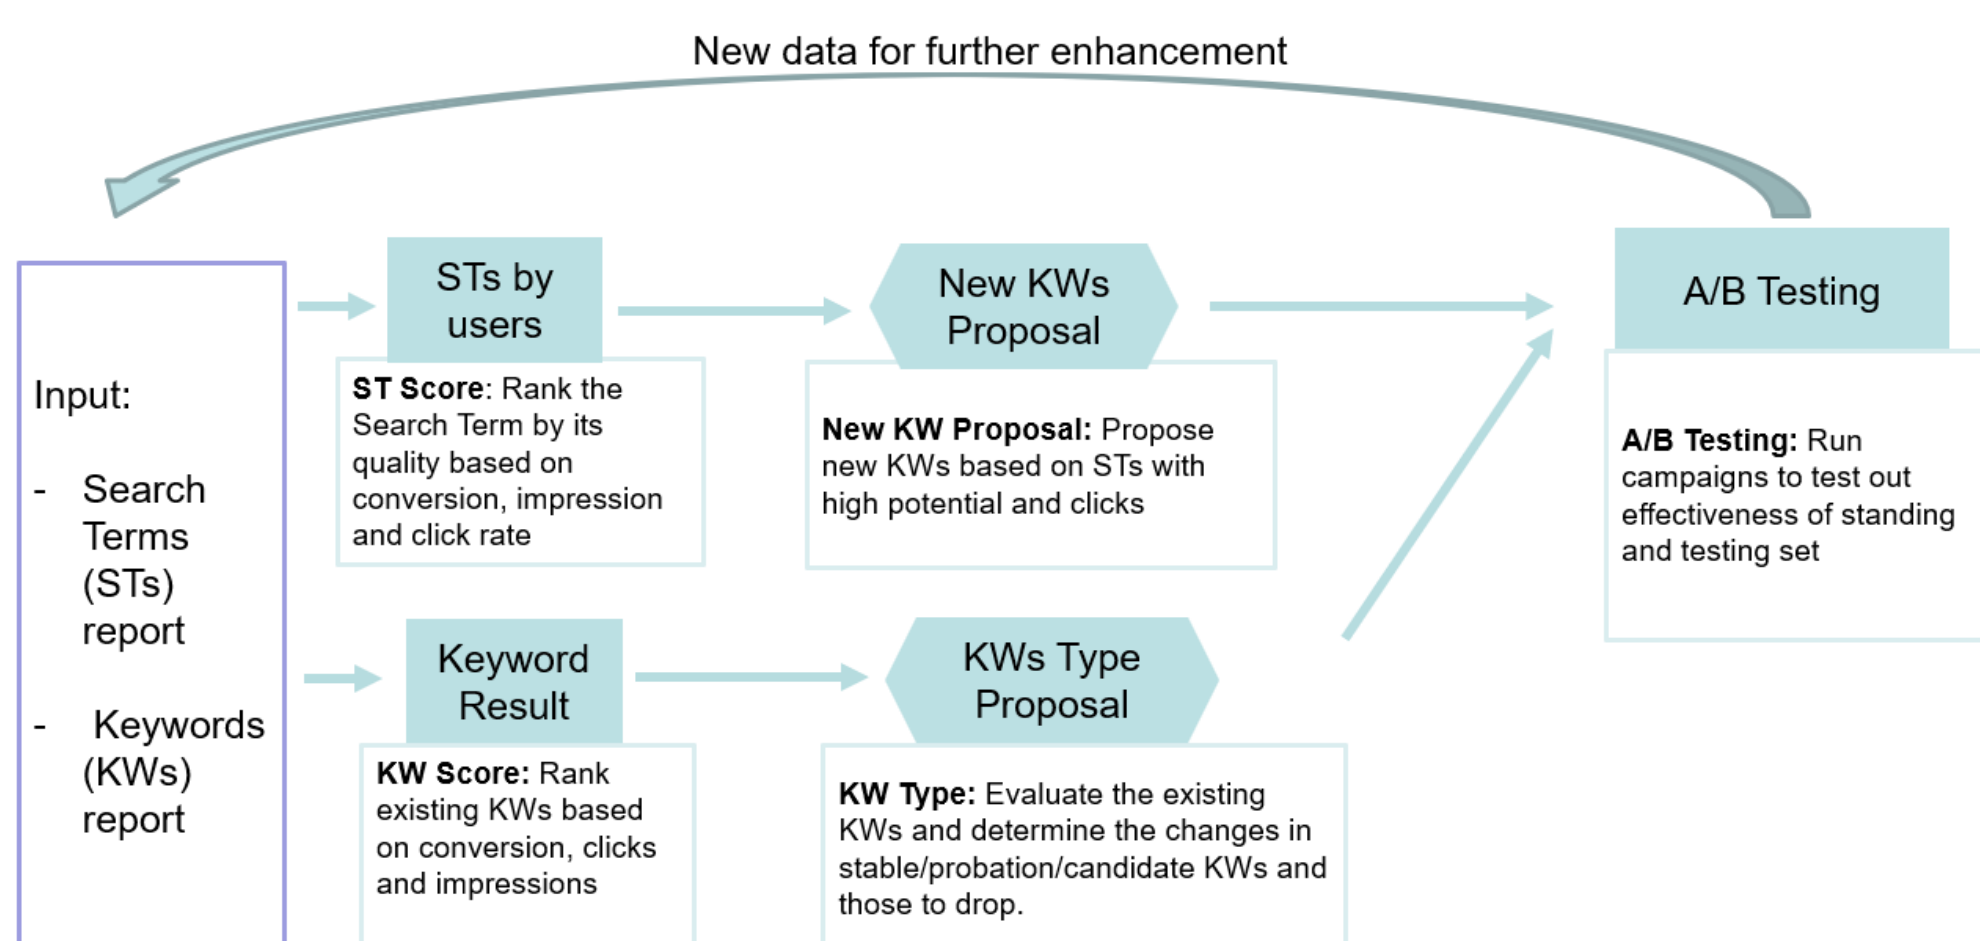 New data for further enhancement
Input:
- Search
Terms
(STs)
report
- Keywords
(KWs)
report
STs by
users
ST Score: Rank the
Search Term by its
quality based on
conversion, impression
and click rate
New KWs
Proposal
New KW Proposal: Propose
new KWs based on STs with
high potential and clicks
A/B Testing
A/B Testing: Run
campaigns to test out
effectiveness of standing
and testing set
Keyword
Result
KW Score: Rank
existing KWs based
on conversion, clicks
and impressions
KWs Type
Proposal
KW Type: Evaluate the existing
KWs and determine the changes in
stable/probation/candidate KWs and
those to drop.